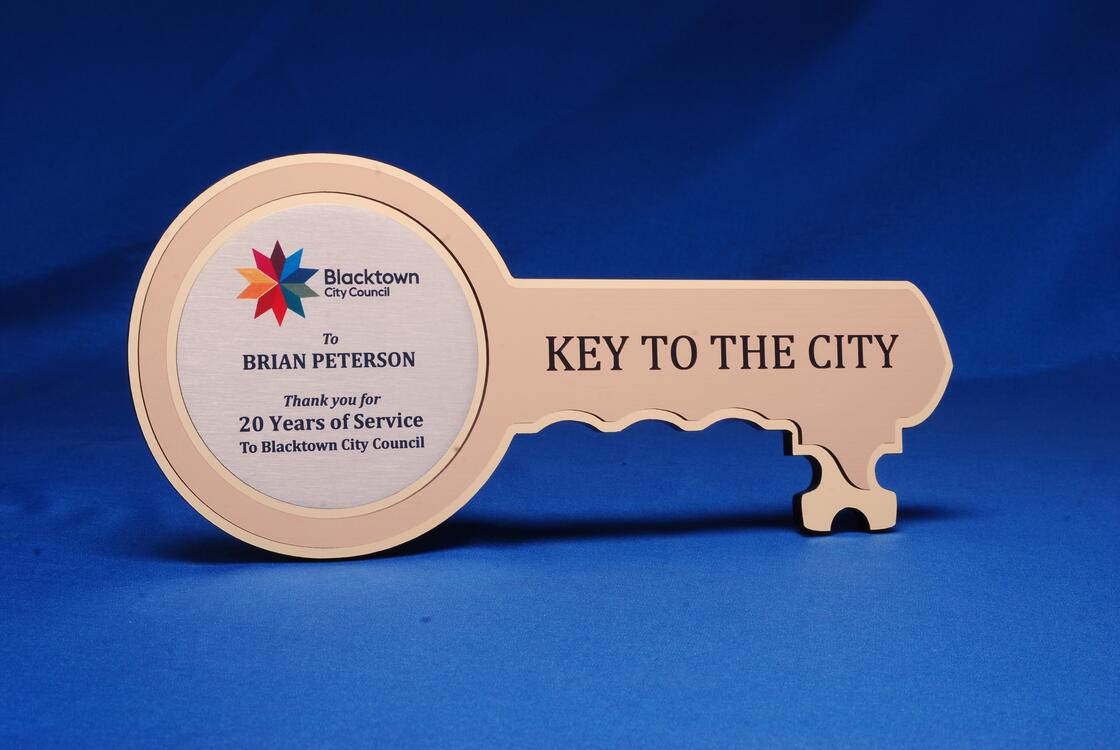 Blacktown
City Council
To
BRIAN PETERSON
Thank you for
20 Years of Service
To Blacktown City Council
KEY TO THE CITY